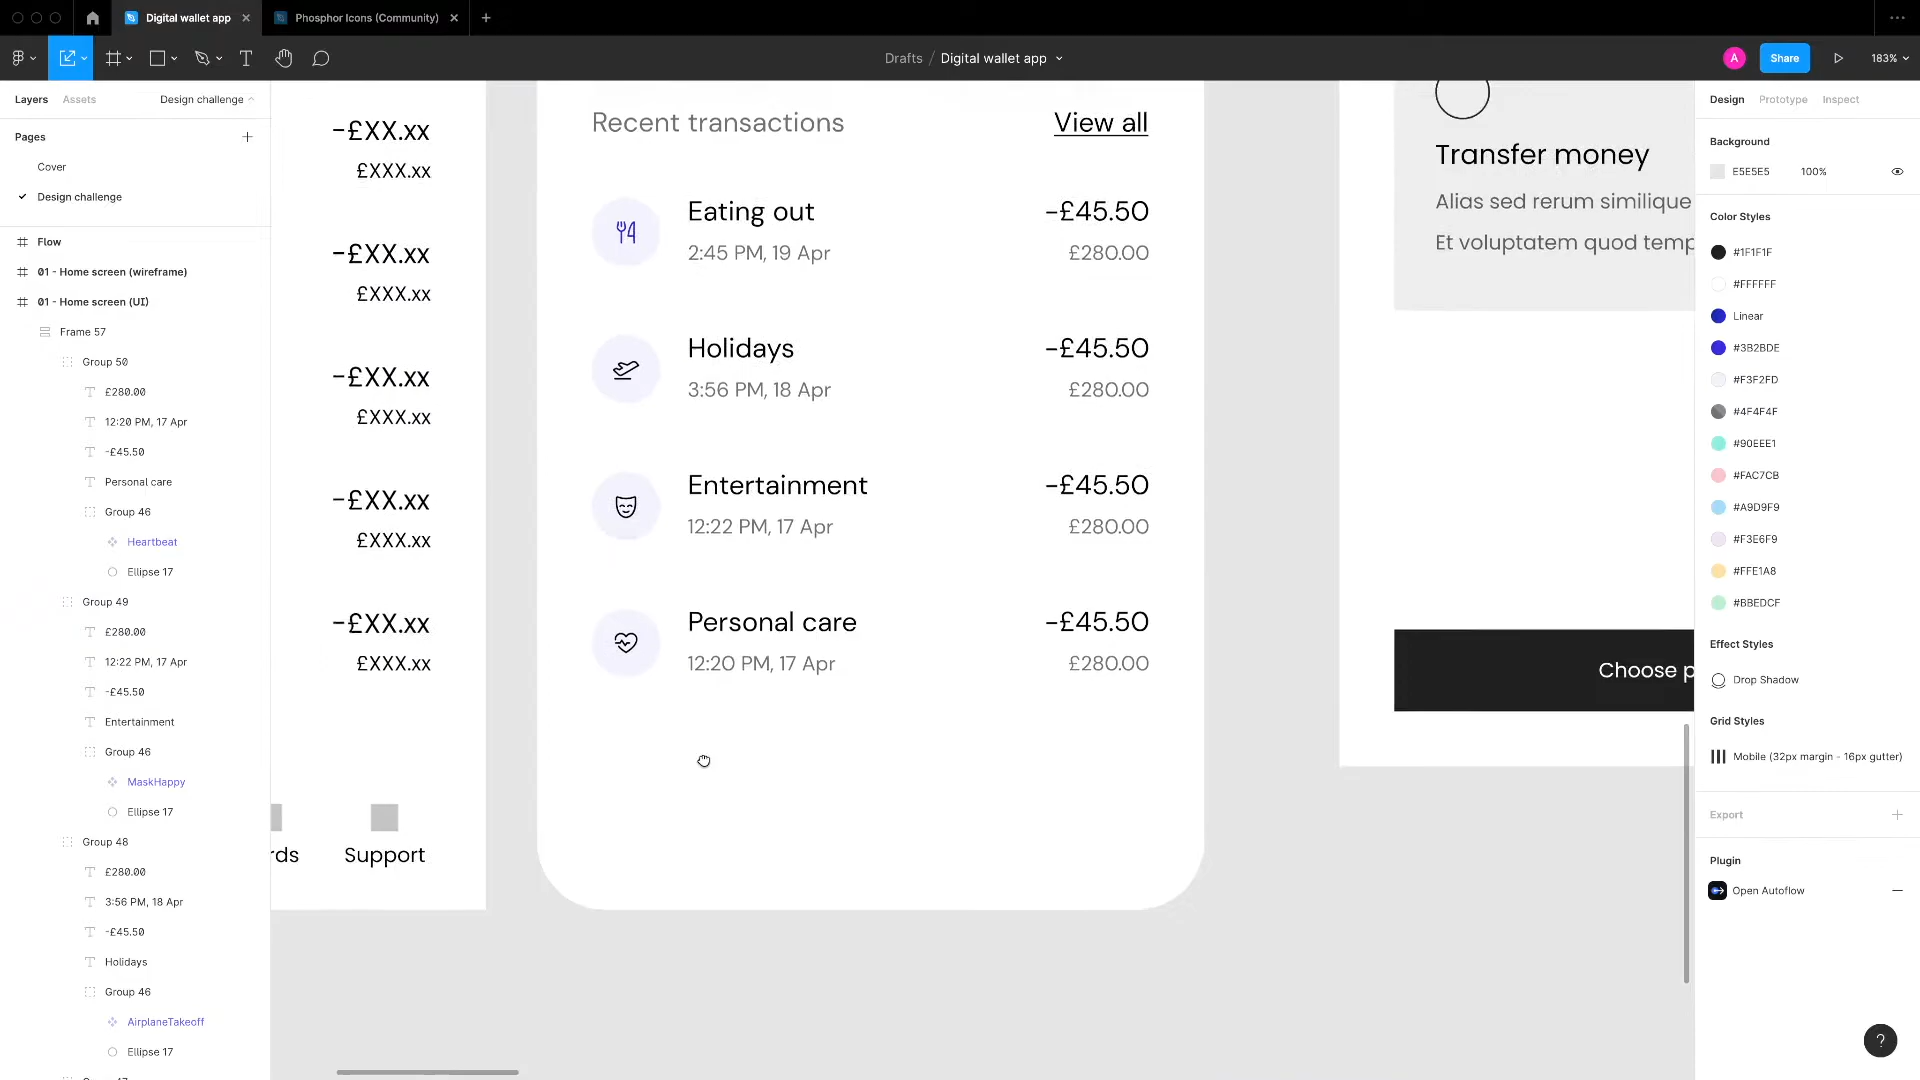 Digital wallet app
Phosphor Icons (Community)
Drafts / Digital wallet app
A
Share
183%
Layers
Assets
Design challenge
Pages
Cover
Design challenge
Flow
01 - Home screen (wireframe)
01 - Home screen (UI)
Frame 57
Group 50
£280.00
12:20 PM, 17 Apr
-£45.50
Personal care
Group 46
Heartbeat
Ellipse 17
Group 49
£280.00
12:22 PM, 17 Apr
-£45.50
Entertainment
Group 46
MaskHappy
Ellipse 17
Group 48
£280.00
3:56 PM, 18 Apr
-£45.50
Holidays
Group 46
AirplaneTakeoff
Ellipse 17
-£XX.xx
£XXX.xx
-£XX.xx
£XXX.xx
-£XX.xx
£XXX.xx
-£XX.xx
£XXX.xx
-£XX.xx
£XXX.xx
rds
Support
Recent transactions
View all
Eating out
-£45.50
2:45 PM, 19 Apr
£280.00
Holidays
-£45.50
3:56 PM, 18 Apr
£280.00
Entertainment
-£45.50
12:22 PM, 17 Apr
£280.00
Personal care
-£45.50
12:20 PM, 17 Apr
£280.00
Transfer money
Alias sed rerum similique
Et voluptatem quod temp
Choose p
Design
Prototype
Inspect
Background
E5E5E5
100%
Color Styles
#1F1F1F
#FFFFFF
Linear
#3B2BDE
#F3F2FD
#4F4F4F
#90EEE1
#FAC7CB
#A9D9F9
#F3E6F9
#FFE1A8
#BBEDCF
Effect Styles
Drop Shadow
Grid Styles
Mobile (32px margin - 16px gutter)
Export
Plugin
Open Autoflow
?